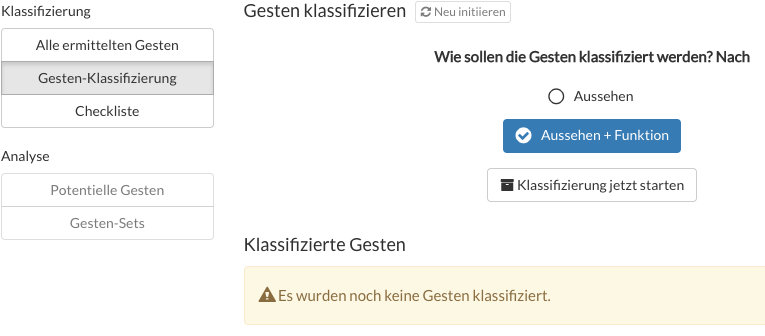 Klassifizierung
Alle ermittelten Gesten
Gesten-Klassifizierung
Checkliste
Analyse
Potentielle Gesten
Gesten-Sets
Gesten klassifizieren Neu initiieren
Wie sollen die Gesten klassifiziert werden? Nach
Aussehen
Aussehen + Funktion
Klassifizierung jetzt starten
Klassifizierte Gesten
Es wurden noch keine Gesten klassifiziert.